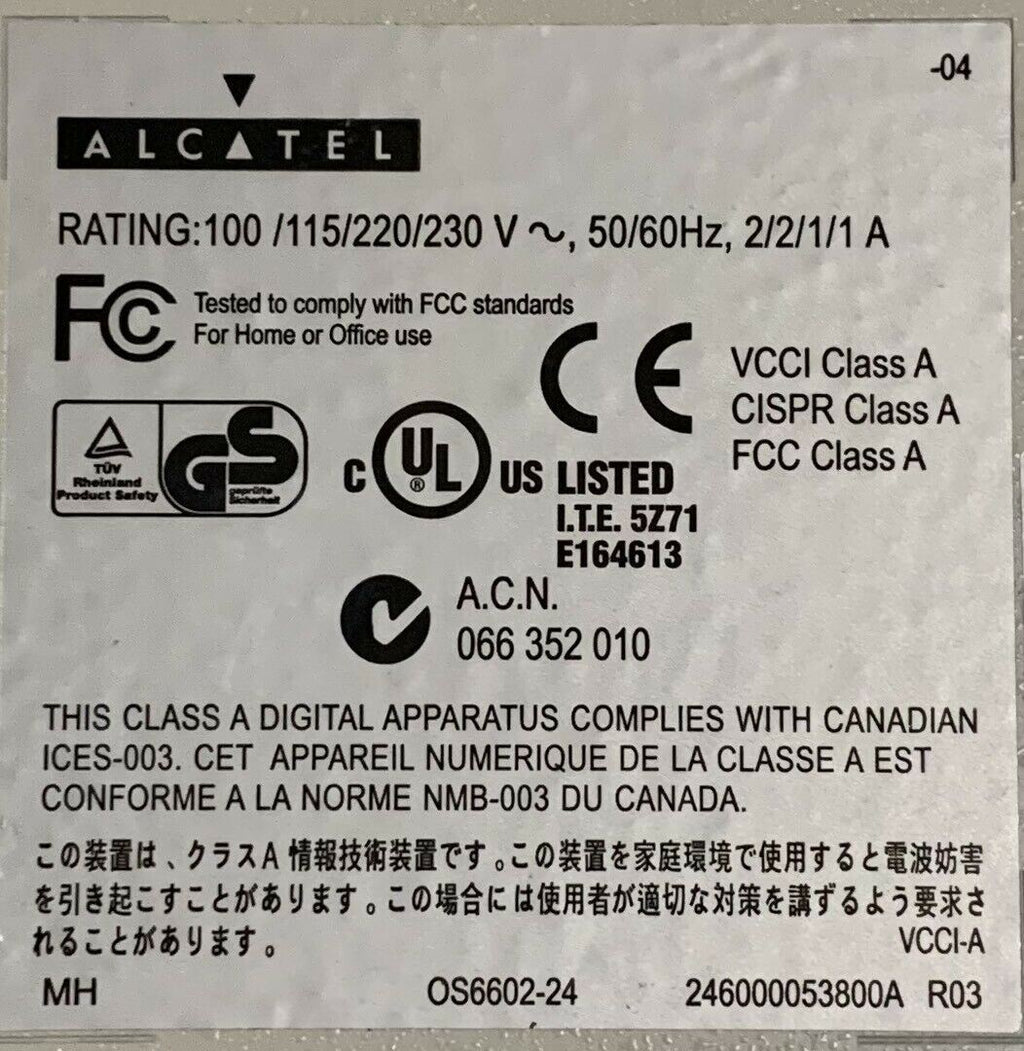 -04
ALCATEL
RATING:100 /115/220/230 V ～, 50/60Hz, 2/2/1/1 A
FC Tested to comply with FCC standards
For Home or Office use
CE
VCCI Class A
CISPR Class A
FCC Class A
TÜV
Rheinland
Product Safety
GS
geprüfte
Sicherheit
C UL ® US LISTED
I.T.E. 5Z71
E164613
A.C.N.
066 352 010
THIS CLASS A DIGITAL APPARATUS COMPLIES WITH CANADIAN
ICES-003. CET APPAREIL NUMERIQUE DE LA CLASSE A EST
CONFORME A LA NORME NMB-003 DU CANADA.
この装置は、クラスA 情報技術装置です。この装置を家庭環境で使用すると電波妨害
を引き起こすことがあります。この場合には使用者が適切な対策を講ずるよう要求さ
れることがあります。
VCCI-A
MH OS6602-24 246000053800A R03